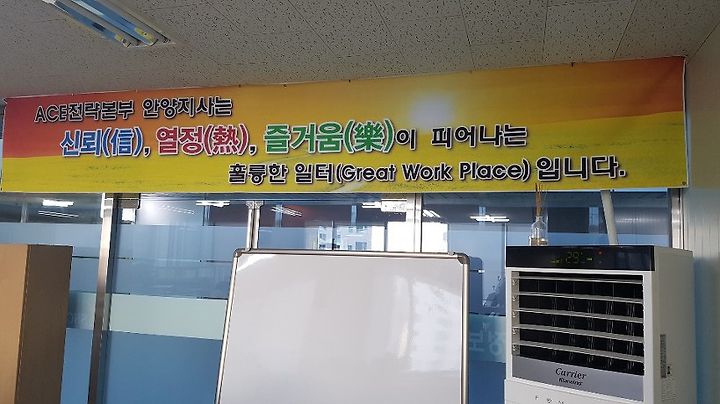 ACE전략본부 안양지사는
신뢰(信), 열정(熱), 즐거움(樂)이 피어나는
훌륭한 일터(Great Work Place)입니다.
Carrier